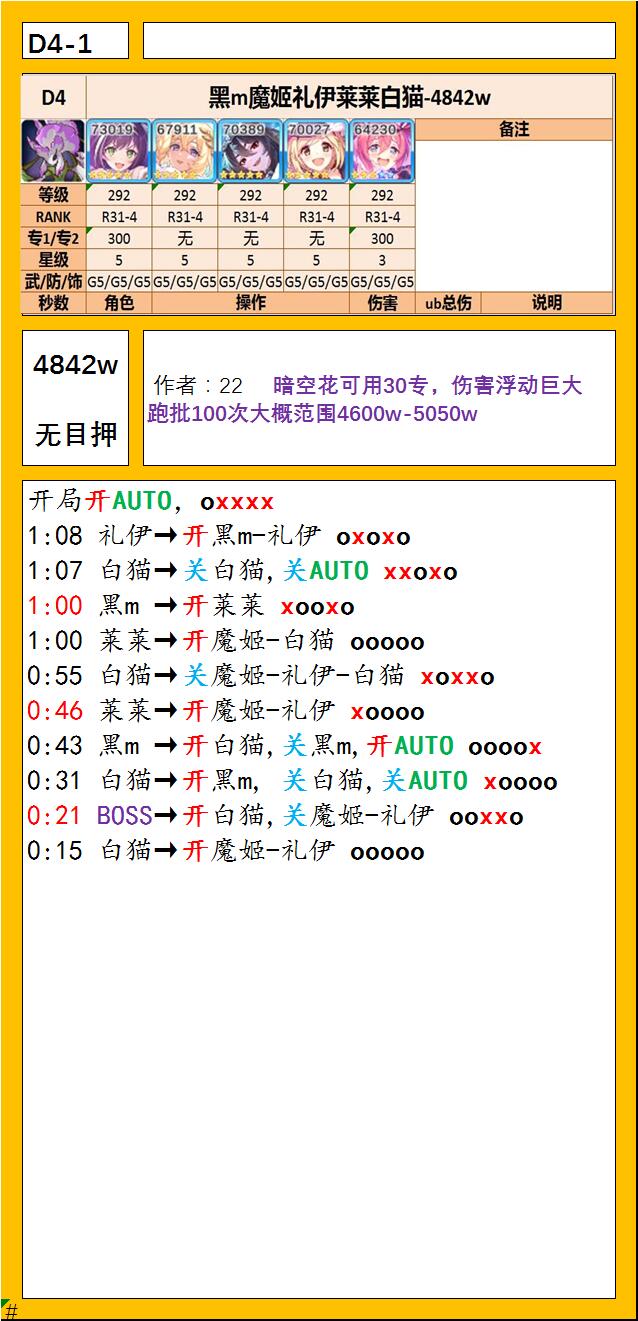 D4-1
D4 黑m魔姬礼伊莱莱白猫-4842w
73019 67911 70389 70027 64230 备注
等级 292 292 292 292 292
RANK R31-4 R31-4 R31-4 R31-4 R31-4
专1/专2 300 无 无 无 300
星级 5 5 5 5 3
武/防/饰 G5/G5/G5 G5/G5/G5 G5/G5/G5 G5/G5/G5 G5/G5/G5
秒数 角色 操作 伤害 ub总伤 说明
4842w
无目押
作者：22 暗空花可用30专，伤害浮动巨大
跑批100次大概范围4600w-5050w
开局开AUTO, oxxxx
1:08 礼伊→开黑m-礼伊 oxoxo
1:07 白猫→关白猫,关AUTO xxoxo
1:00 黑m →开莱莱 xooxo
1:00 莱莱→开魔姬-白猫 ooooo
0:55 白猫→关魔姬-礼伊-白猫 xoxxo
0:46 莱莱→开魔姬-礼伊 xoooo
0:43 黑m →开白猫,关黑m,开AUTO oooox
0:31 白猫→开黑m, 关白猫,关AUTO xoooo
0:21 BOSS→开白猫,关魔姬-礼伊 ooxxo
0:15 白猫→开魔姬-礼伊 ooooo
#